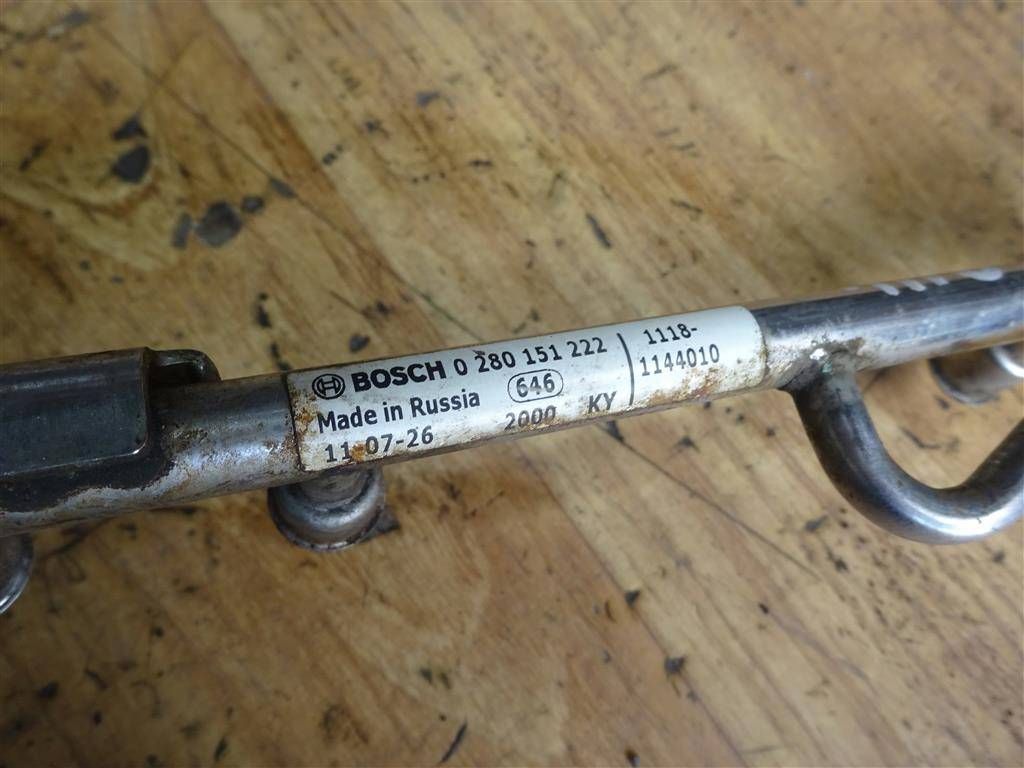 BOSCH 0 280 151 222
Made in Russia 646
11 07-26 2000 KY
1118-
1144010